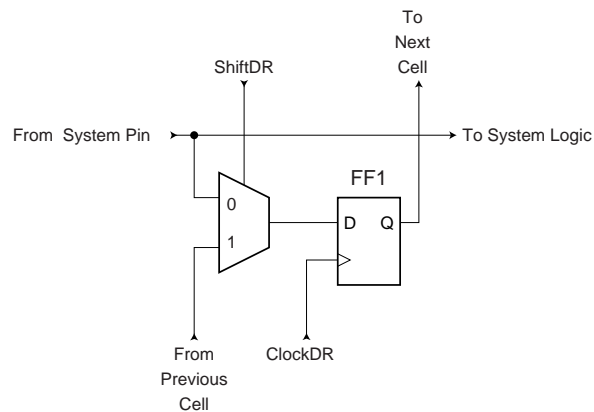 To
Next
Cell
ShiftDR
From System Pin
To System Logic
FF1
0
D Q
1
From
Previous
Cell
ClockDR